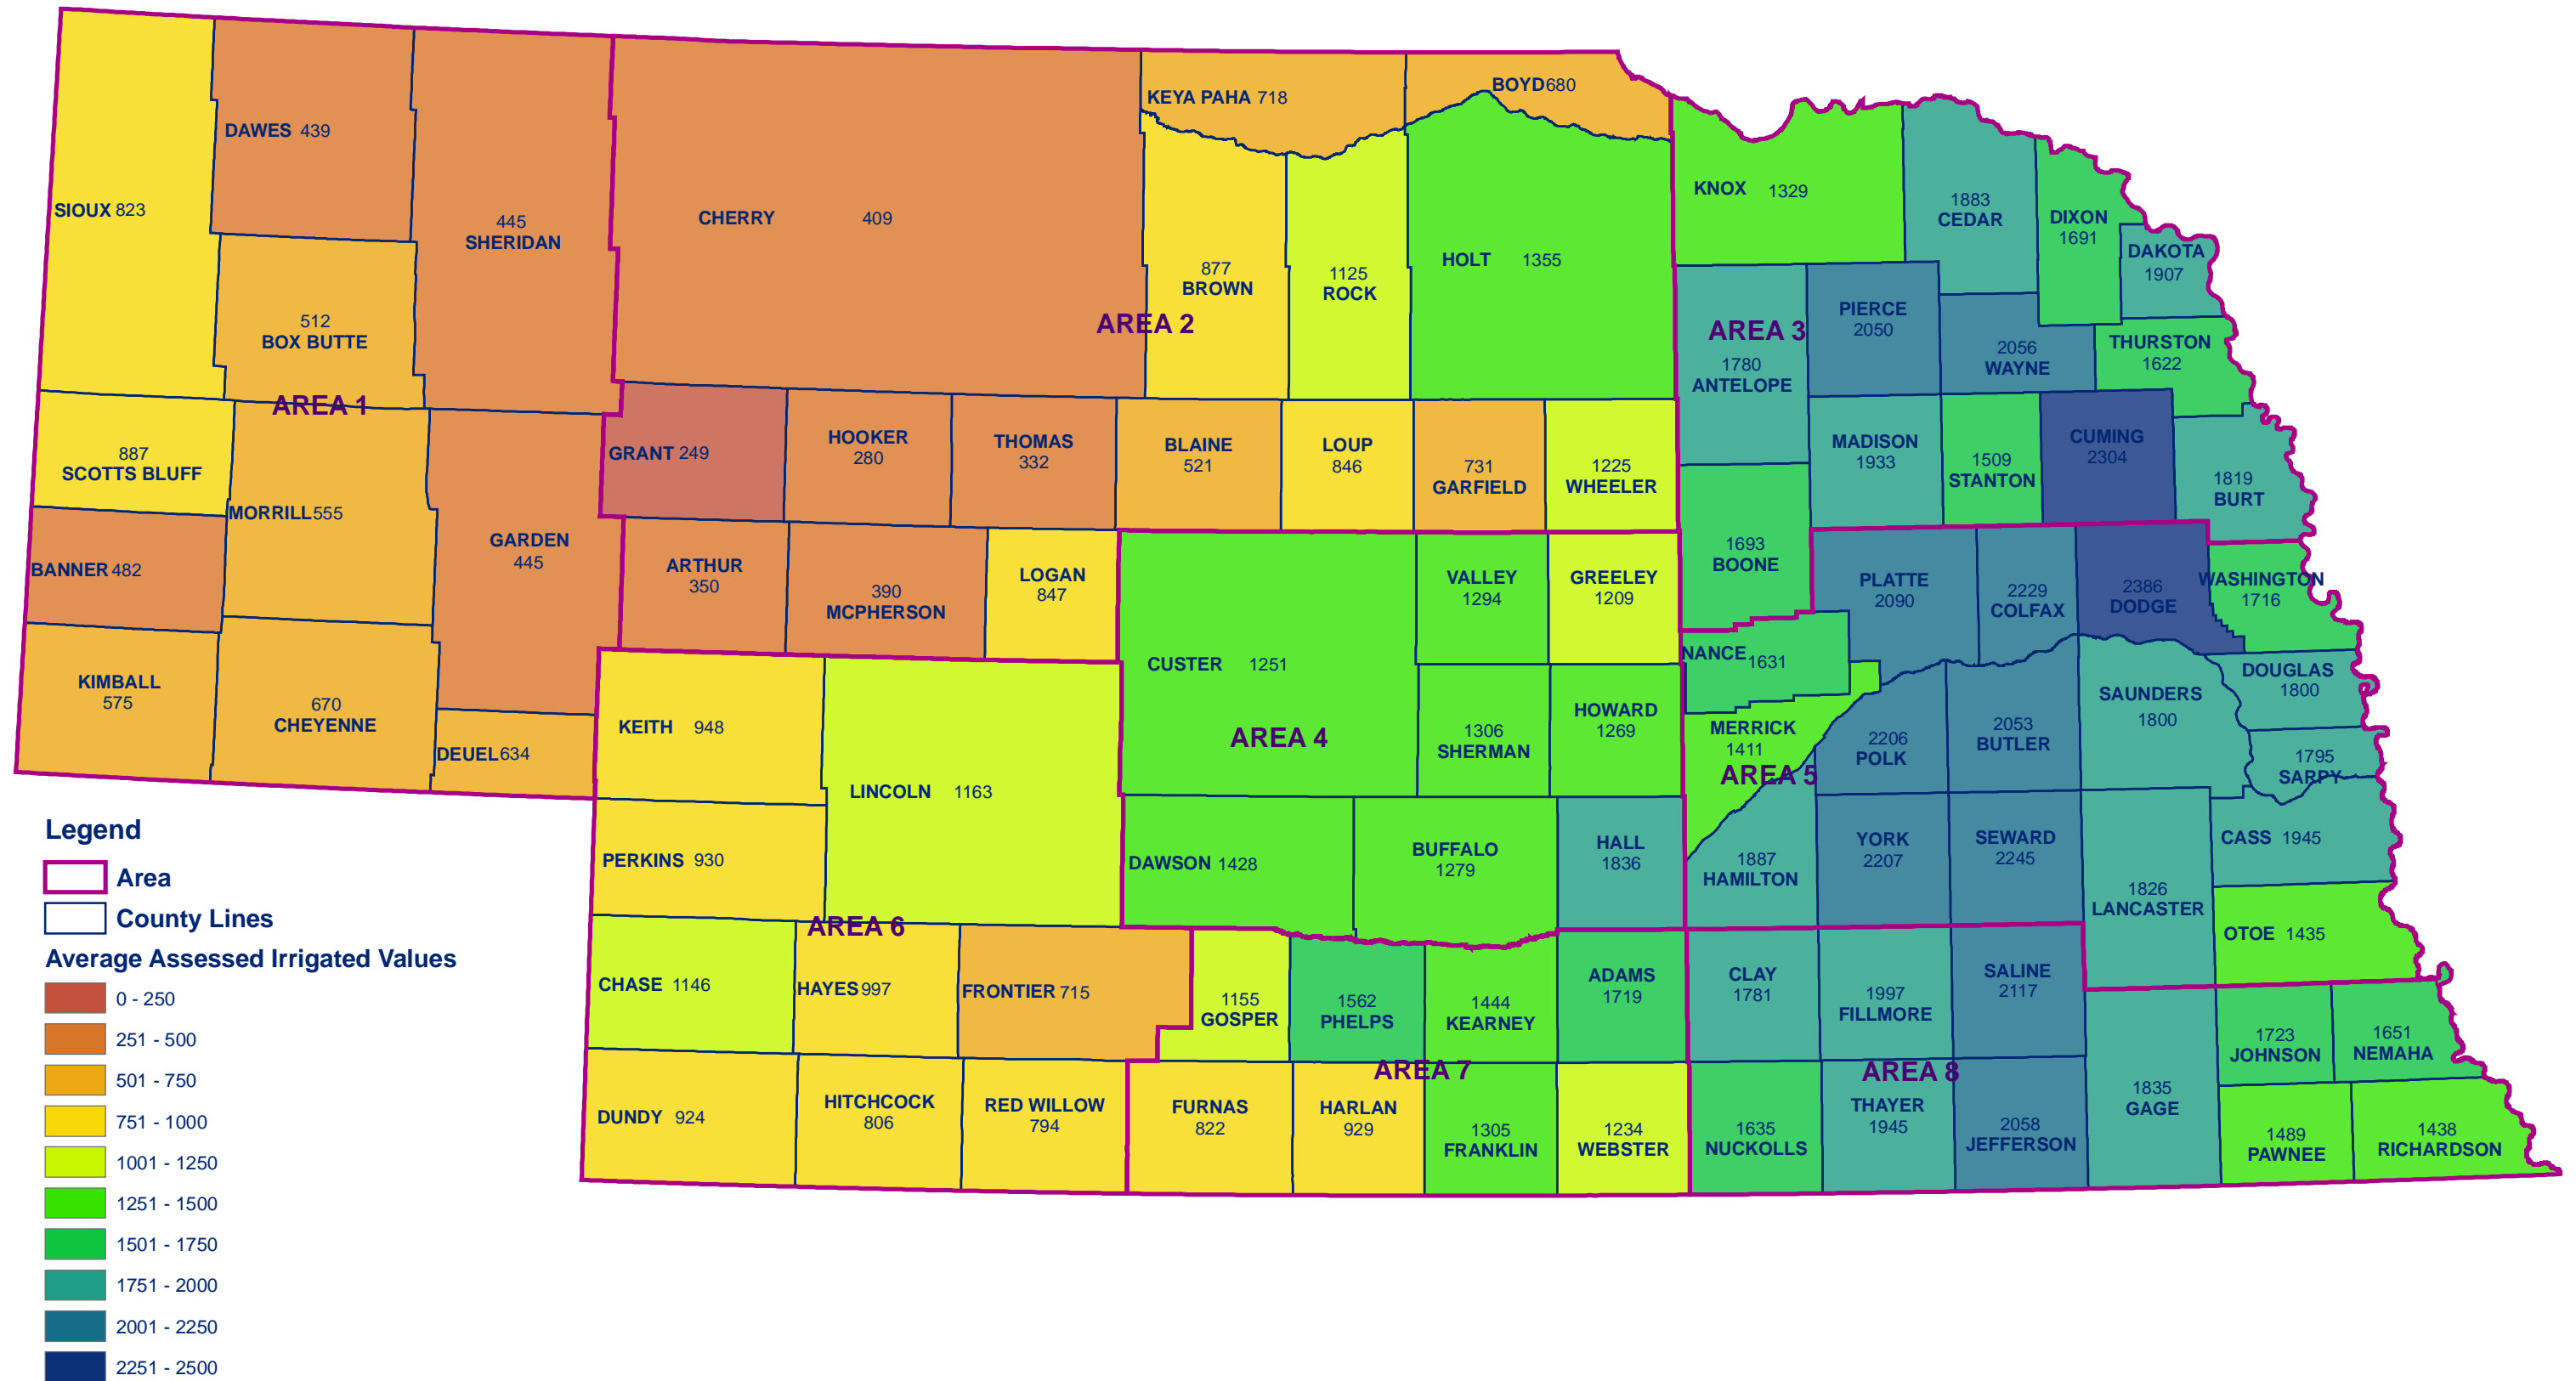 SIOUX 823
DAWES 439
445
SHERIDAN
512
BOX BUTTE
AREA 1
887
SCOTTS BLUFF
MORRILL 555
BANNER 482
GARDEN
445
KIMBALL
575
670
CHEYENNE
DEUEL 634
CHERRY 409
KEYA PAHA 718
BOYD 680
877
BROWN
1125
ROCK
HOLT 1355
AREA 2
GRANT 249
HOOKER
280
THOMAS
332
BLAINE
521
LOUP
846
731
GARFIELD
1225
WHEELER
ARTHUR
350
390
MCPHERSON
LOGAN
847
KNOX 1329
1883
CEDAR
DIXON
1691
DAKOTA
1907
AREA 3
PIERCE
2050
2056
WAYNE
THURSTON
1622
1780
ANTELOPE
MADISON
1933
1509
STANTON
CUMING
2304
1819
BURT
1693
BOONE
CUSTER 1251
VALLEY
1294
GREELEY
1209
AREA 4
1306
SHERMAN
HOWARD
1269
DAWSON 1428
BUFFALO
1279
HALL
1836
PLATTE
2090
2229
COLFAX
2386
DODGE
WASHINGTON
1716
NANCE 1631
MERRICK
1411
AREA 5
2206
POLK
2053
BUTLER
SAUNDERS
1800
DOUGLAS
1800
1795
SARPY
1887
HAMILTON
YORK
2207
SEWARD
2245
1826
LANCASTER
CASS 1945
OTOE 1435
KEITH 948
LINCOLN 1163
PERKINS 930
AREA 6
CHASE 1146
HAYES 997
FRONTIER 715
DUNDY 924
HITCHCOCK
806
RED WILLOW
794
1155
GOSPER
1562
PHELPS
1444
KEARNEY
ADAMS
1719
AREA 7
FURNAS
822
HARLAN
929
1305
FRANKLIN
1234
WEBSTER
CLAY
1781
1997
FILLMORE
SALINE
2117
AREA 8
1635
NUCKOLLS
THAYER
1945
2058
JEFFERSON
1835
GAGE
1723
JOHNSON
1651
NEMAHA
1489
PAWNEE
1438
RICHARDSON
Legend
Area
County Lines
Average Assessed Irrigated Values
0 - 250
251 - 500
501 - 750
751 - 1000
1001 - 1250
1251 - 1500
1501 - 1750
1751 - 2000
2001 - 2250
2251 - 2500